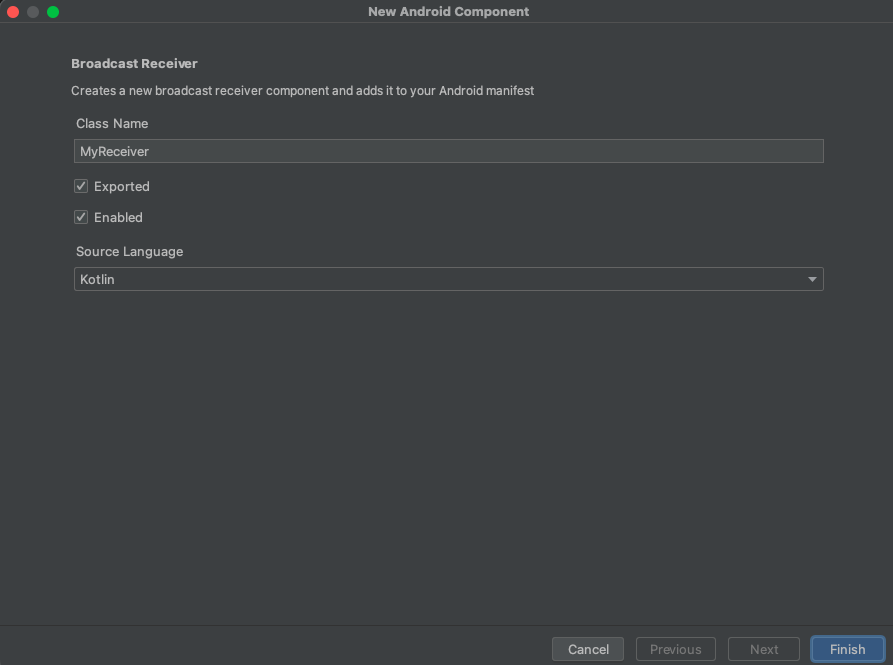 New Android Component
Broadcast Receiver
Creates a new broadcast receiver component and adds it to your Android manifest
Class Name
MyReceiver
Exported
Enabled
Source Language
Kotlin
Cancel
Previous
Next
Finish